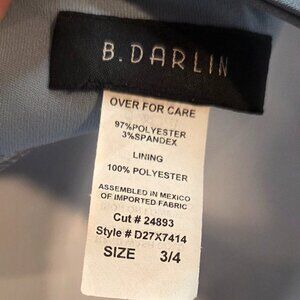 B. DARLIN
OVER FOR CARE
97%POLYESTER
3%SPANDEX
LINING
100% POLYESTER
ASSEMBLED IN MEXICO
OF IMPORTED FABRIC
Cut # 24893
Style # D27X7414
SIZE 3/4